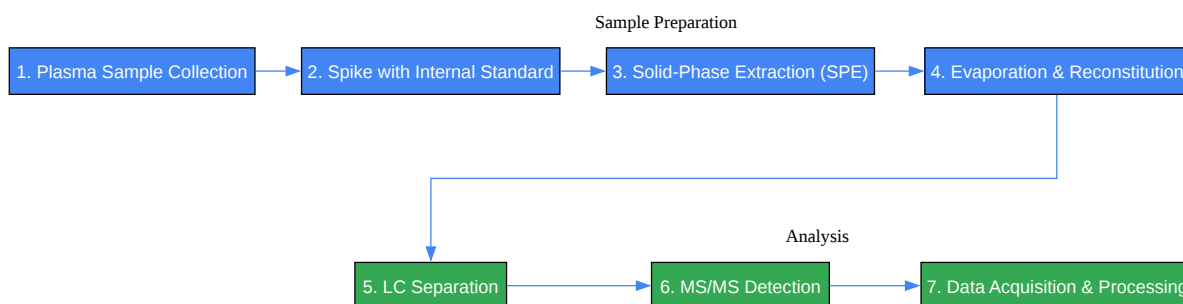 Sample Preparation
1. Plasma Sample Collection
2. Spike with Internal Standard
3. Solid-Phase Extraction (SPE)
4. Evaporation & Reconstitution
Analysis
5. LC Separation
6. MS/MS Detection
7. Data Acquisition & Processing